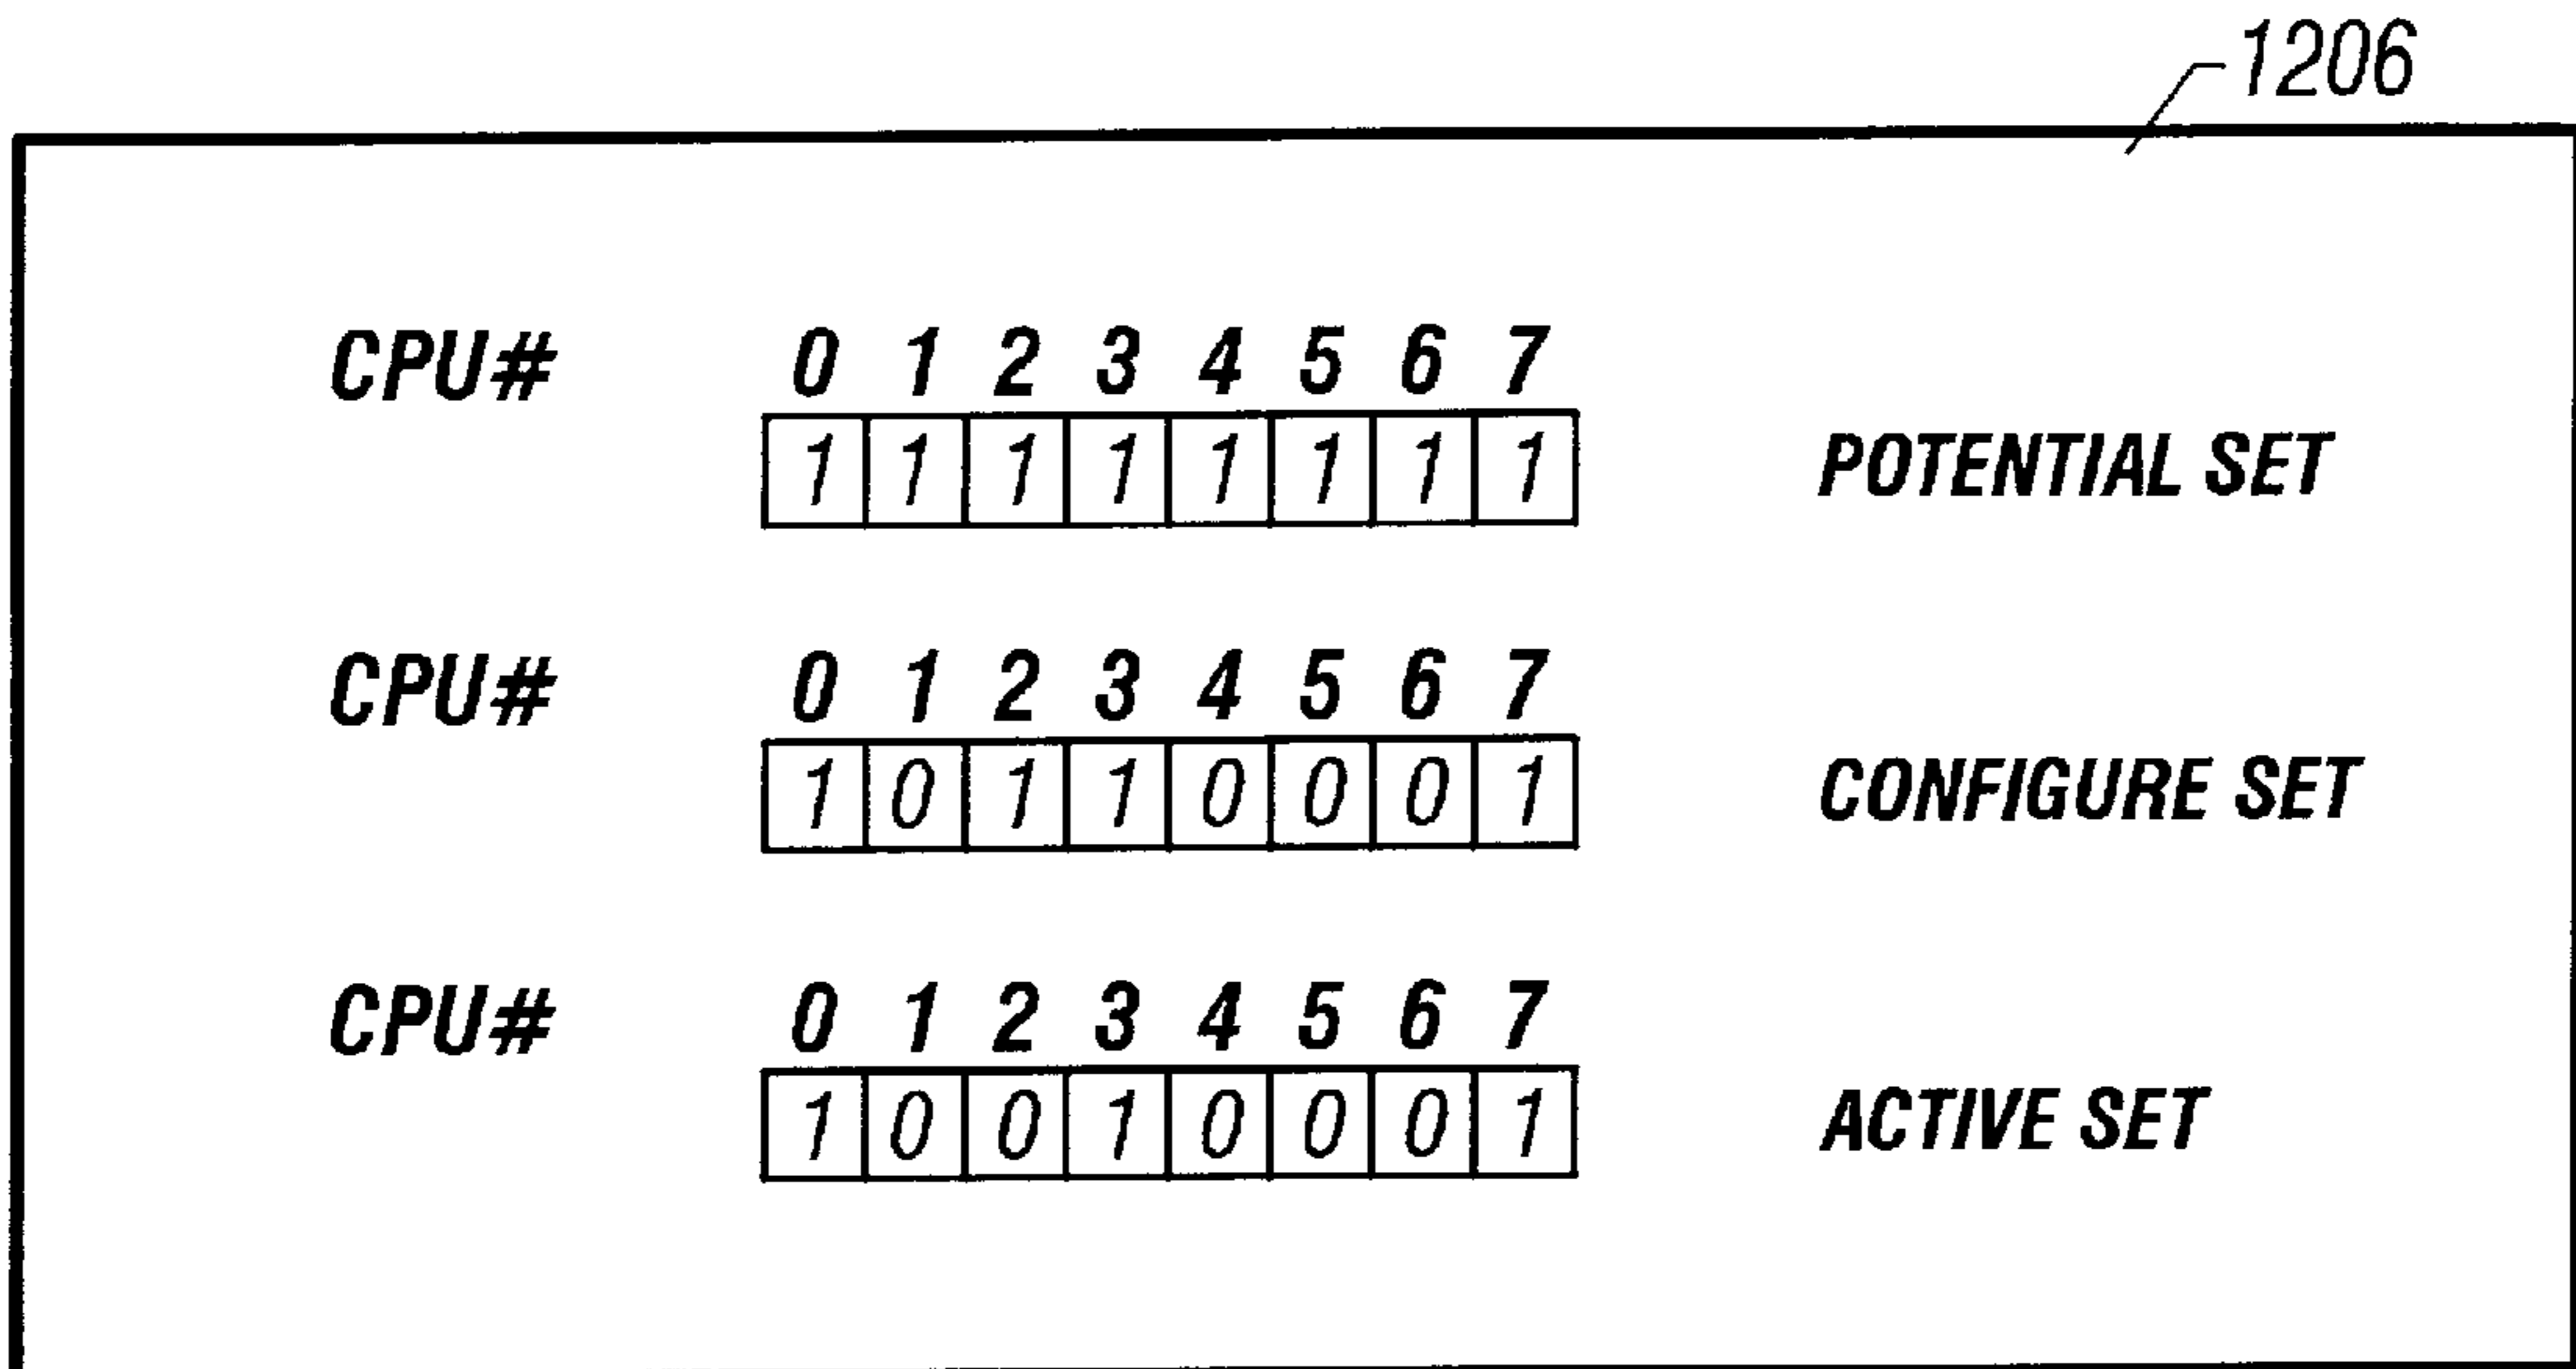 1206
CPU# 0 1 2 3 4 5 6 7
1 1 1 1 1 1 1 1 POTENTIAL SET
CPU# 0 1 2 3 4 5 6 7
1 0 1 1 0 0 0 1 CONFIGURE SET
CPU# 0 1 2 3 4 5 6 7
1 0 0 1 0 0 0 1 ACTIVE SET